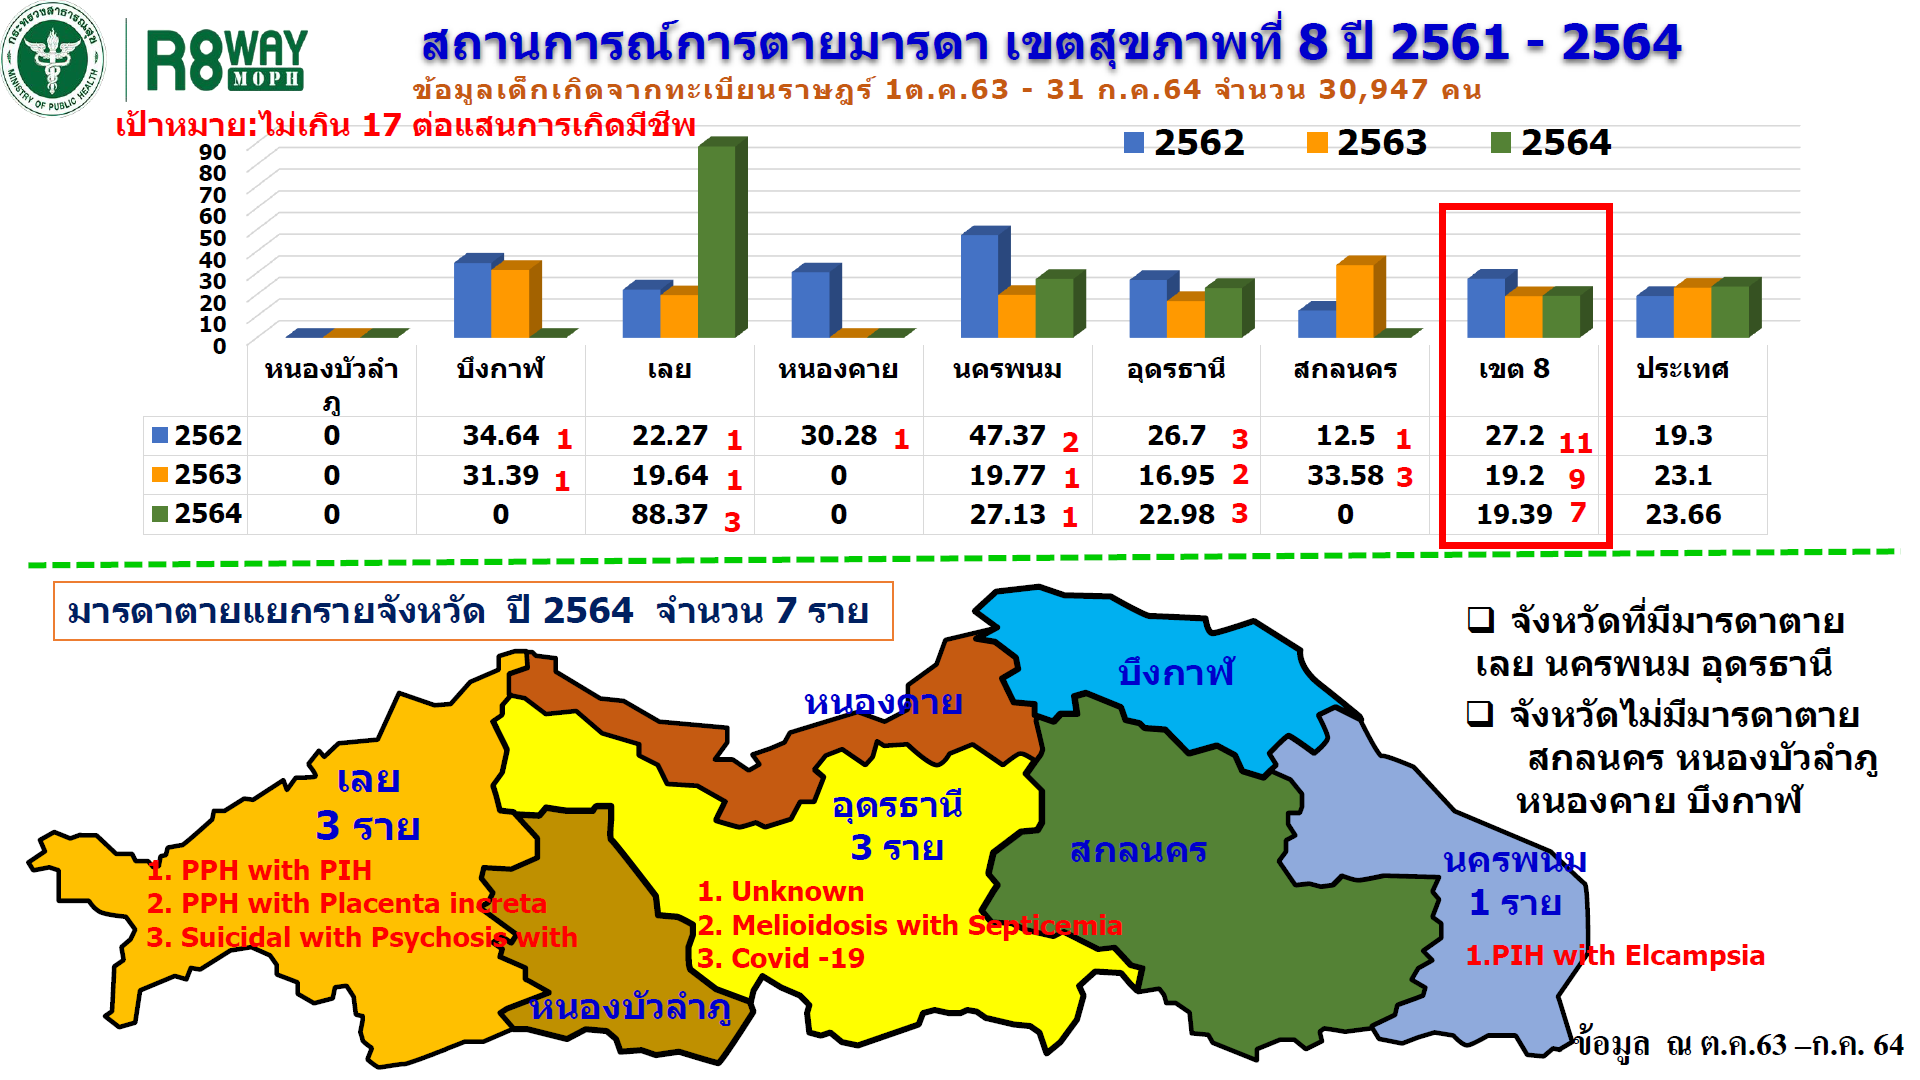 กระทรวงสาธารณสุข
MINISTRY OF PUBLIC HEALTH
R8WAY
MOPH
สถานการณ์การตายมารดา เขตสุขภาพที่ 8 ปี 2561 - 2564
ข้อมูลเด็กเกิดจากทะเบียนราษฎร์ 1ต.ค.63 - 31 ก.ค.64 จำนวน 30,947 คน
เป้าหมาย:ไม่เกิน 17 ต่อแสนการเกิดมีชีพ
2562 2563 2564
90
80
70
60
50
40
30
20
10
0
หนองบัวลำ บึงกาฬ เลย หนองคาย นครพนม อุดรธานี สกลนคร เขต 8 ประเทศ
ภู
2562 0 34.64 1 22.27 1 30.28 1 47.37 2 26.7 3 12.5 1 27.2 11 19.3
2563 0 31.39 1 19.64 1 0 19.77 1 16.95 2 33.58 3 19.2 9 23.1
2564 0 0 88.37 3 0 27.13 1 22.98 3 0 19.39 7 23.66
มารดาตายแยกรายจังหวัด ปี 2564 จำนวน 7 ราย
❑ จังหวัดที่มีมารดาตาย
เลย นครพนม อุดรธานี
❑ จังหวัดไม่มีมารดาตาย
สกลนคร หนองบัวลำภู
หนองคาย บึงกาฬ
บึงกาฬ
หนองคาย
เลย
3 ราย
1. PPH with PIH
2. PPH with Placenta increta
3. Suicidal with Psychosis with
อุดรธานี
3 ราย
1. Unknown
2. Melioidosis with Septicemia
3. Covid -19
สกลนคร
นครพนม
1 ราย
1.PIH with Elcampsia
หนองบัวลำภู
ข้อมูล ณ ต.ค.63 –ก.ค. 64